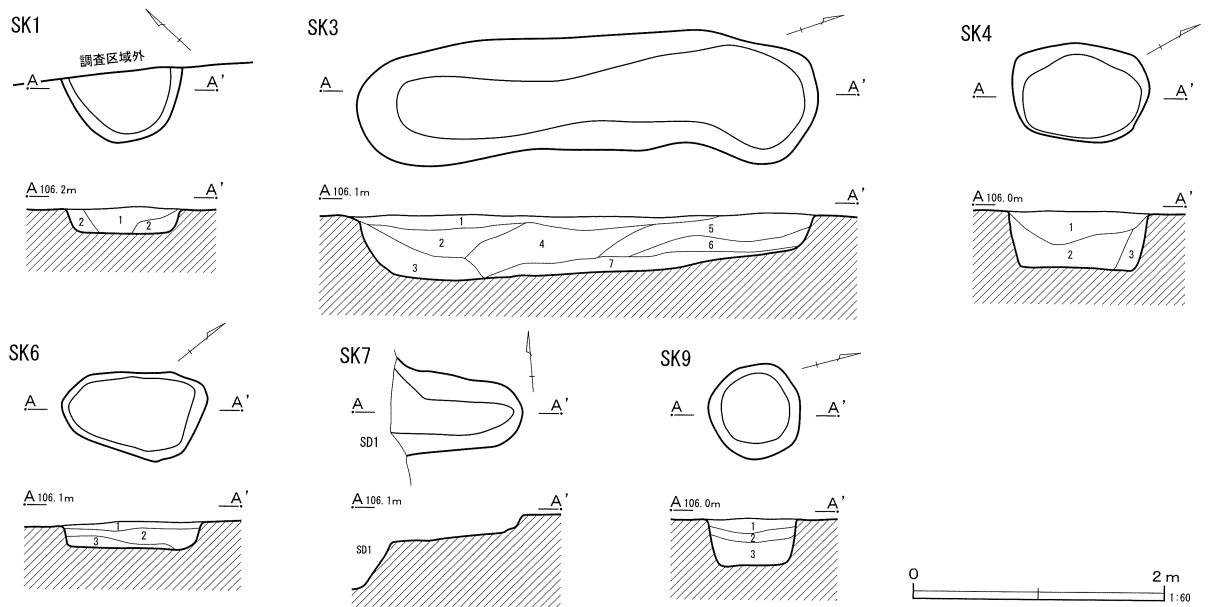 SK1
調査区域外
A A'
A 106.2m A'
1
2
2
SK3
A A'
A 106.1m A'
1
2
3
4
5
6
7
SK4
A A'
A 106.0m A'
1
2
3
SK6
A A'
A 106.1m A'
1
2
3
SK7
A A'
SD1
A 106.1m A'
SD1
SK9
A A'
A 106.0m A'
1
2
3
0 2m
1:60